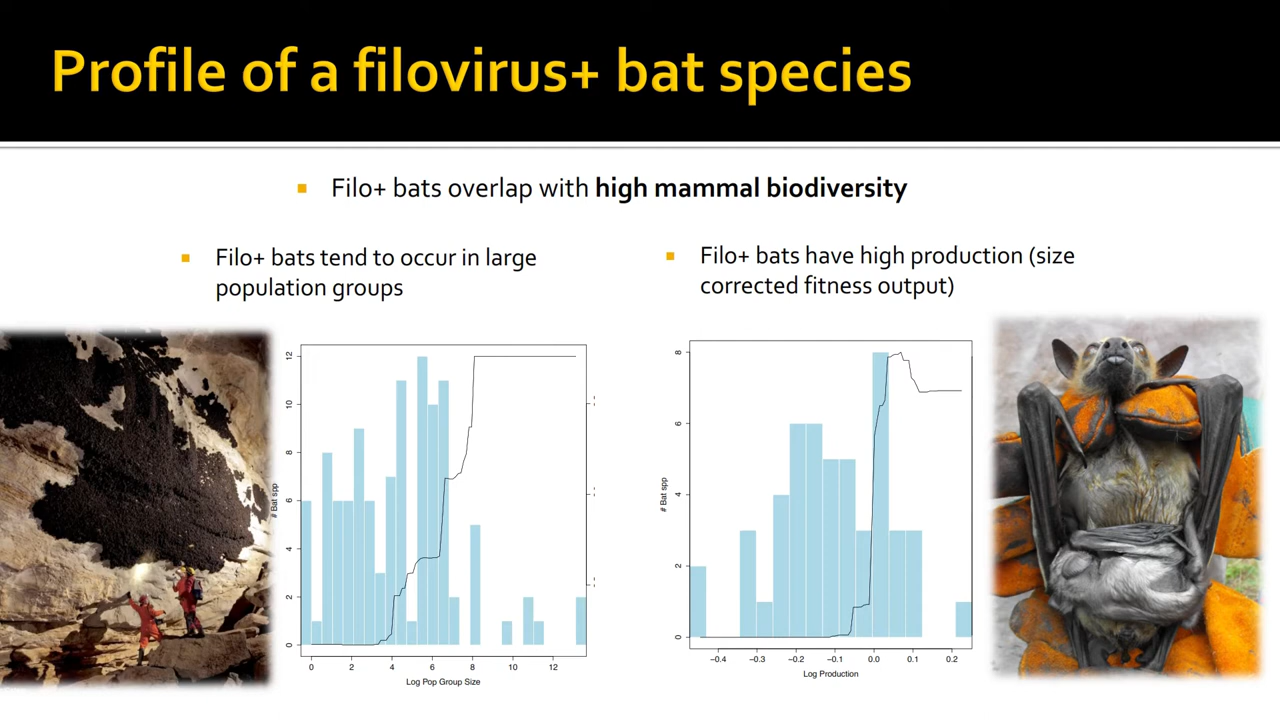 Profile of a filovirus+ bat species
Filo+ bats overlap with high mammal biodiversity
Filo+ bats tend to occur in large
population groups
Filo+ bats have high production (size
corrected fitness output)
12
10
8
6
4
2
0
# Bat spp
0 2 4 6 8 10 12
Log Pop Group Size
8
6
4
2
0
# Bat spp
−0.4 −0.3 −0.2 −0.1 0.0 0.1 0.2
Log Production